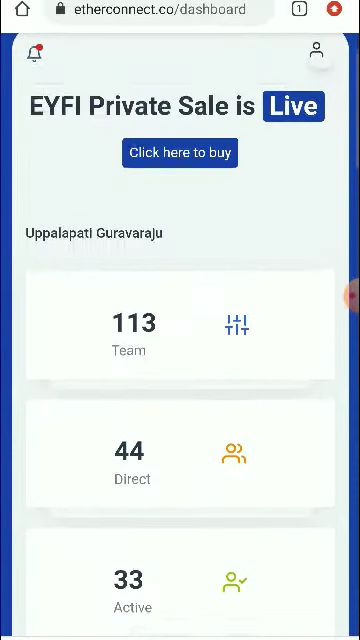 etherconnect.co/dashboard
1
EYFI Private Sale is Live
Click here to buy
Uppalapati Guravaraju
113
Team
44
Direct
33
Active